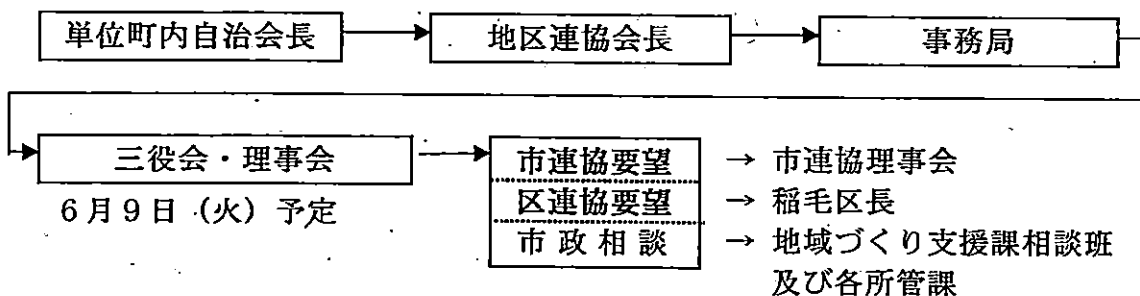 単位町内自治会長 → 地区連協会長 → 事務局
三役会・理事会 → 市連協要望 → 市連協理事会
6月9日（火）予定 区連協要望 → 稲毛区長
市政相談 → 地域づくり支援課相談班
及び各所管課